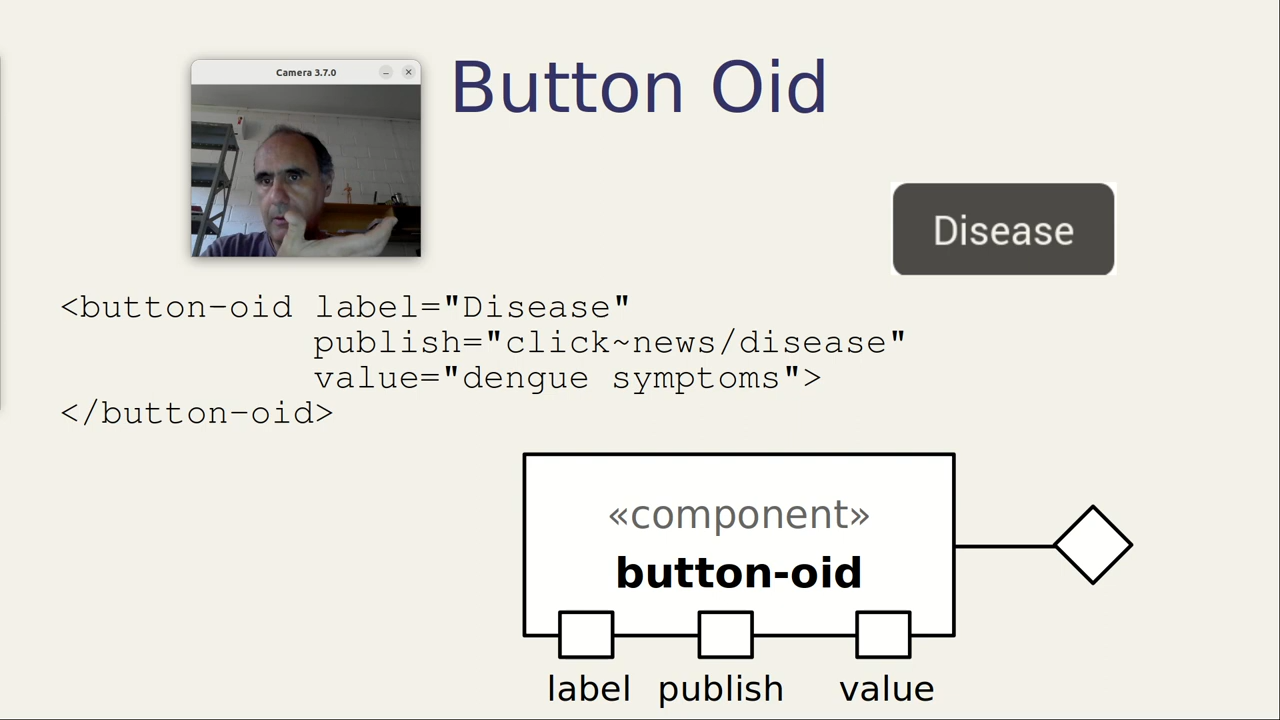 Camera 3.7.0
Button Oid
Disease
<button-oid label="Disease"
publish="click~news/disease"
value="dengue symptoms">
</button-oid>
«component»
button-oid
label publish value